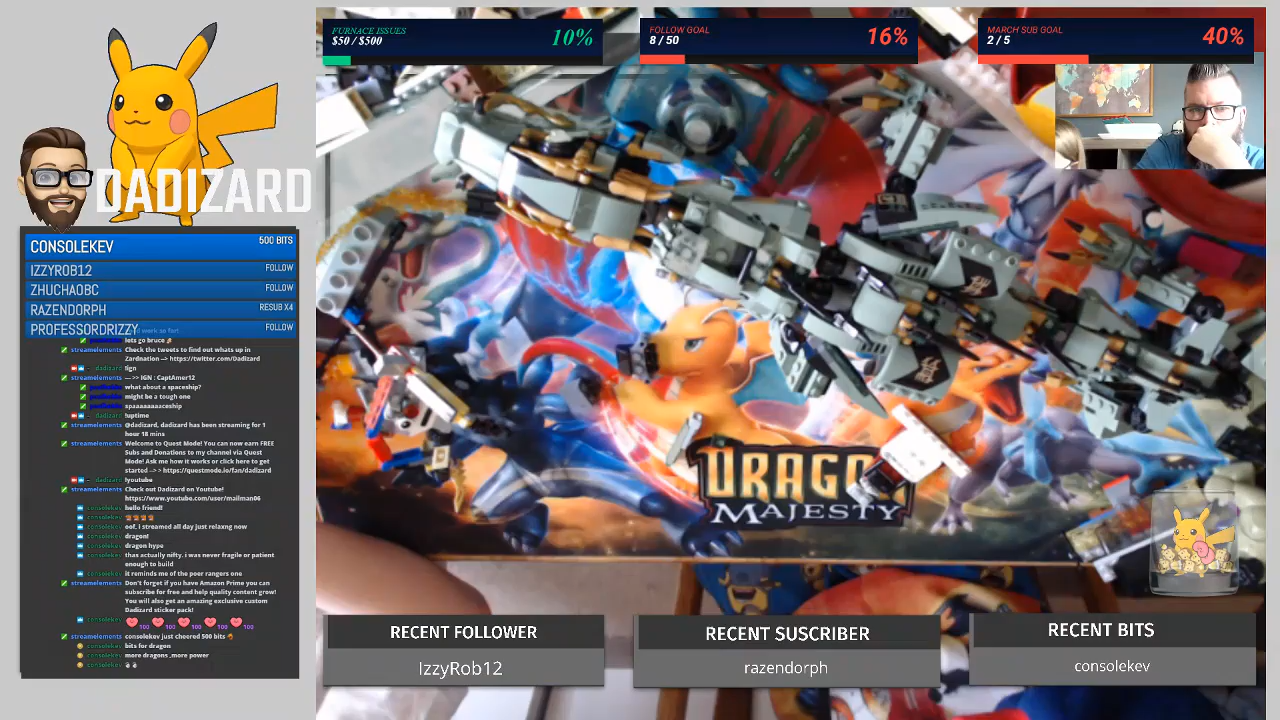 FURNACE ISSUES
$50 / $500
10%
FOLLOW GOAL
8 / 50
16%
MARCH SUB GOAL
2 / 5
40%
DADIZARD
CONSOLEKEV 500 BITS
IZZYROB12 FOLLOW
ZHUCHAOBC FOLLOW
RAZENDORPH RESUB X4
PROFESSORDRIZZY FOLLOW
lets go bruce
streamelements Check the tweets to find out whats up in
Zardnation --> https://twitter.com/Dadizard
dadizard !ign
streamelements --->> IGN : CaptAmer12
what about a spaceship?
might be a tough one
spaaaaaaaceship
dadizard !uptime
streamelements @dadizard, dadizard has been streaming for 1
hour 18 mins
streamelements Welcome to Quest Mode! You can now earn FREE
Subs and Donations to my channel via Quest
Mode! Ask me how it works or click here to get
started -->> https://questmode.io/fan/dadizard
dadizard !youtube
streamelements Check out Dadizard on Youtube!
https://www.youtube.com/user/mailman06
consolekev hello friend!
consolekev
consolekev oof, i streamed all day just relaxng now
consolekev dragon!
consolekev dragon hype
consolekev thas actually nifty. i was never fragile or patient
enough to build
consolekev it reminds me of the poer rangers one
streamelements Don't forget if you have Amazon Prime you can
subscribe for free and help quality content grow!
You will also get an amazing exclusive custom
Dadizard sticker pack!
consolekev 100 100 100 100 100
streamelements consolekev just cheered 500 bits
consolekev bits for dragon
consolekev more dragons ,more power
consolekev
DRAGO
MAJESTY
RECENT FOLLOWER
IzzyRob12
RECENT SUSCRIBER
razendorph
RECENT BITS
consolekev